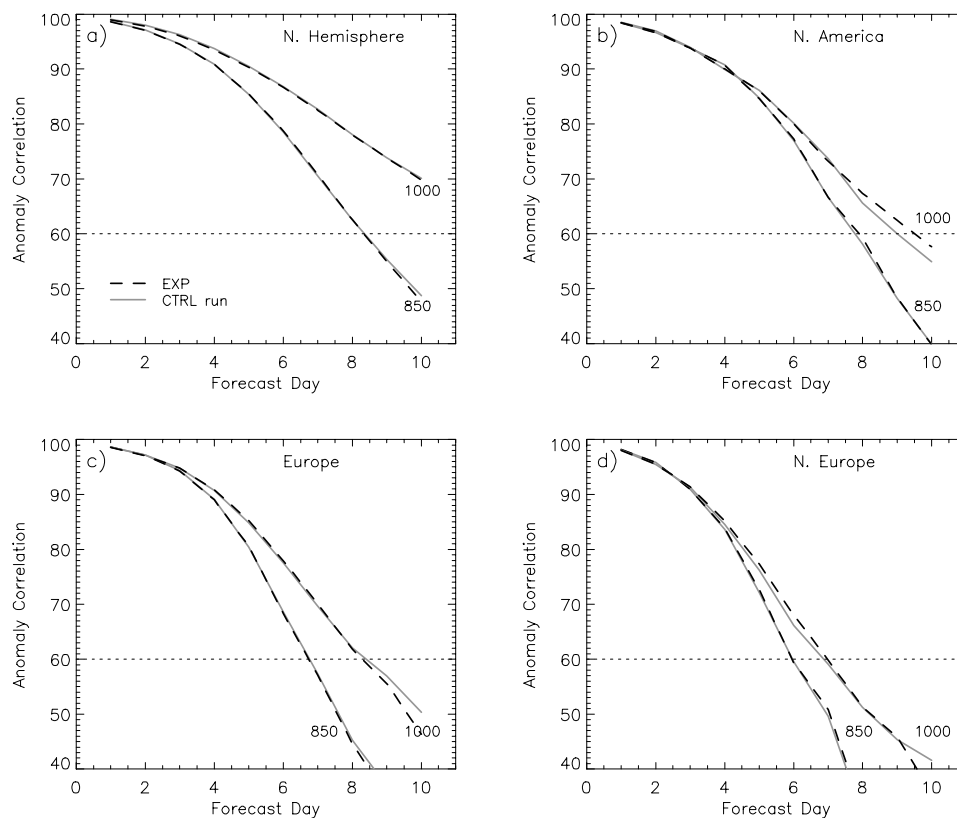 a)
N. Hemisphere
100
90
80
70
60
50
40
Anomaly Correlation
1000
850
EXP
CTRL run
0 2 4 6 8 10
Forecast Day
b)
N. America
100
90
80
70
60
50
40
Anomaly Correlation
1000
850
0 2 4 6 8 10
Forecast Day
c)
Europe
100
90
80
70
60
50
40
Anomaly Correlation
850
1000
0 2 4 6 8 10
Forecast Day
d)
N. Europe
100
90
80
70
60
50
40
Anomaly Correlation
850
1000
0 2 4 6 8 10
Forecast Day